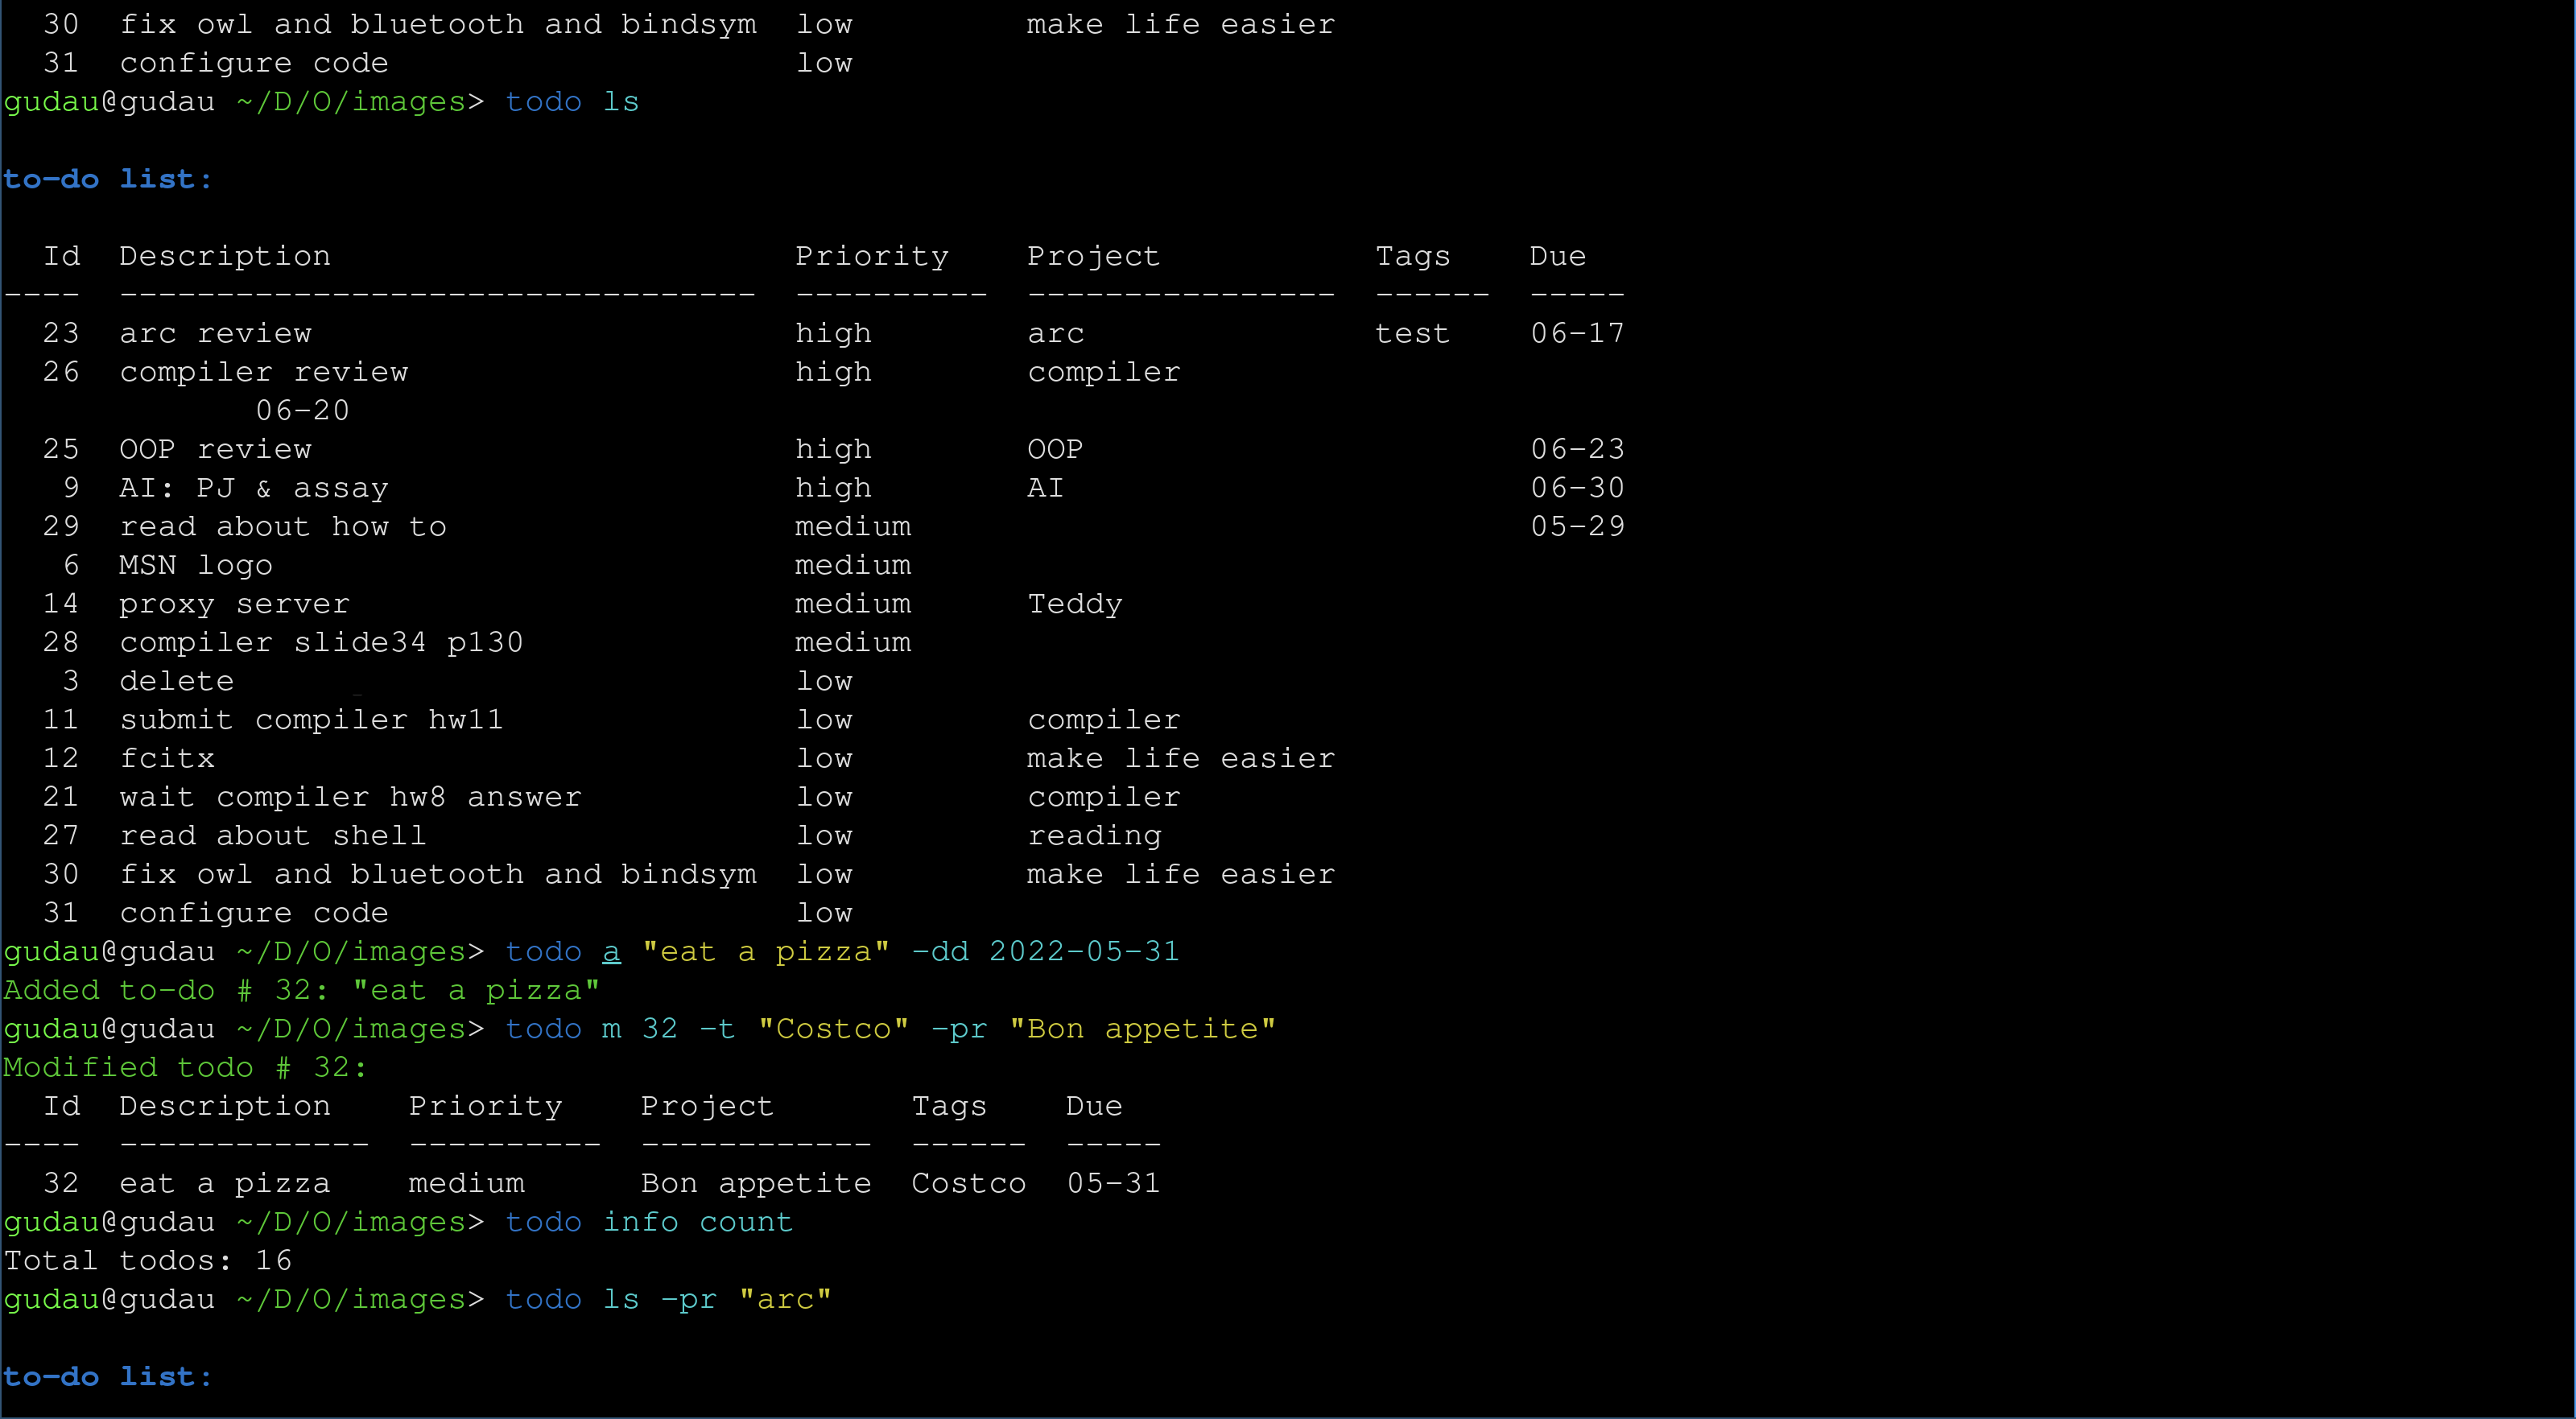 30  fix owl and bluetooth and bindsym  low         make life easier
  31  configure code                     low
gudau@gudau ~/D/O/images> todo ls
to-do list:
  Id  Description                        Priority    Project           Tags    Due
----  ---------------------------------  ----------  ----------------  ------  -----
  23  arc review                         high        arc               test    06-17
  26  compiler review                    high        compiler
             06-20
  25  OOP review                         high        OOP                       06-23
   9  AI: PJ & assay                     high        AI                        06-30
  29  read about how to                  medium                                05-29
   6  MSN logo                           medium
  14  proxy server                       medium      Teddy
  28  compiler slide34 p130              medium
   3  delete                             low
  11  submit compiler hw11               low         compiler
  12  fcitx                              low         make life easier
  21  wait compiler hw8 answer           low         compiler
  27  read about shell                   low         reading
  30  fix owl and bluetooth and bindsym  low         make life easier
  31  configure code                     low
gudau@gudau ~/D/O/images> todo a "eat a pizza" -dd 2022-05-31
Added to-do # 32: "eat a pizza"
gudau@gudau ~/D/O/images> todo m 32 -t "Costco" -pr "Bon appetite"
Modified todo # 32:
  Id  Description    Priority    Project       Tags    Due
----  -------------  ----------  ------------  ------  -----
  32  eat a pizza    medium      Bon appetite  Costco  05-31
gudau@gudau ~/D/O/images> todo info count
Total todos: 16
gudau@gudau ~/D/O/images> todo ls -pr "arc"
to-do list: